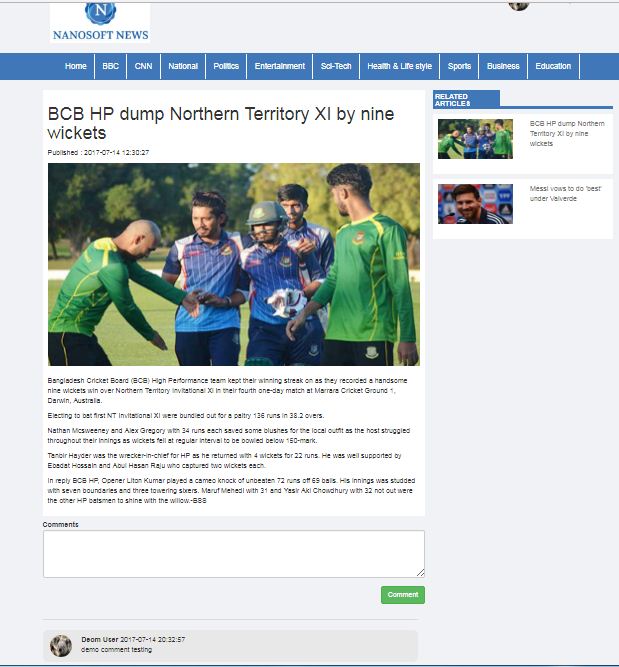 NANOSOFT NEWS
Home BBC CNN National Politics Entertainment Sci-Tech Health & Life style Sports Business Education
BCB HP dump Northern Territory XI by nine
wickets
Published : 2017-07-14 12:30:27
Bangladesh Cricket Board (BCB) High Performance team kept their winning streak on as they recorded a handsome
nine wickets win over Northern Territory Invitational XI in their fourth one-day match at Marrara Cricket Ground 1,
Darwin, Australia.
Electing to bat first NT Invitational XI were bundled out for a paltry 136 runs in 38.2 overs.
Nathan Mcsweeney and Alex Gregory with 34 runs each saved some blushes for the local outfit as the host struggled
throughout their innings as wickets fell at regular interval to be bowled below 150-mark.
Tanbir Hayder was the wrecker-in-chief for HP as he returned with 4 wickets for 22 runs. He was well supported by
Ebadat Hossain and Abul Hasan Raju who captured two wickets each.
In reply BCB HP, Opener Liton Kumar played a cameo knock of unbeaten 72 runs off 69 balls. His innings was studded
with seven boundaries and three towering sixers. Maruf Mehedi with 31 and Yasir Ali Chowdhury with 32 not out were
the other HP batsmen to shine with the willow.-BSS
Comments
Comment
Deom User 2017-07-14 20:32:57
demo comment testing
RELATED
ARTICLES
BCB HP dump Northern
Territory XI by nine
wickets
Messi vows to do 'best'
under Valverde